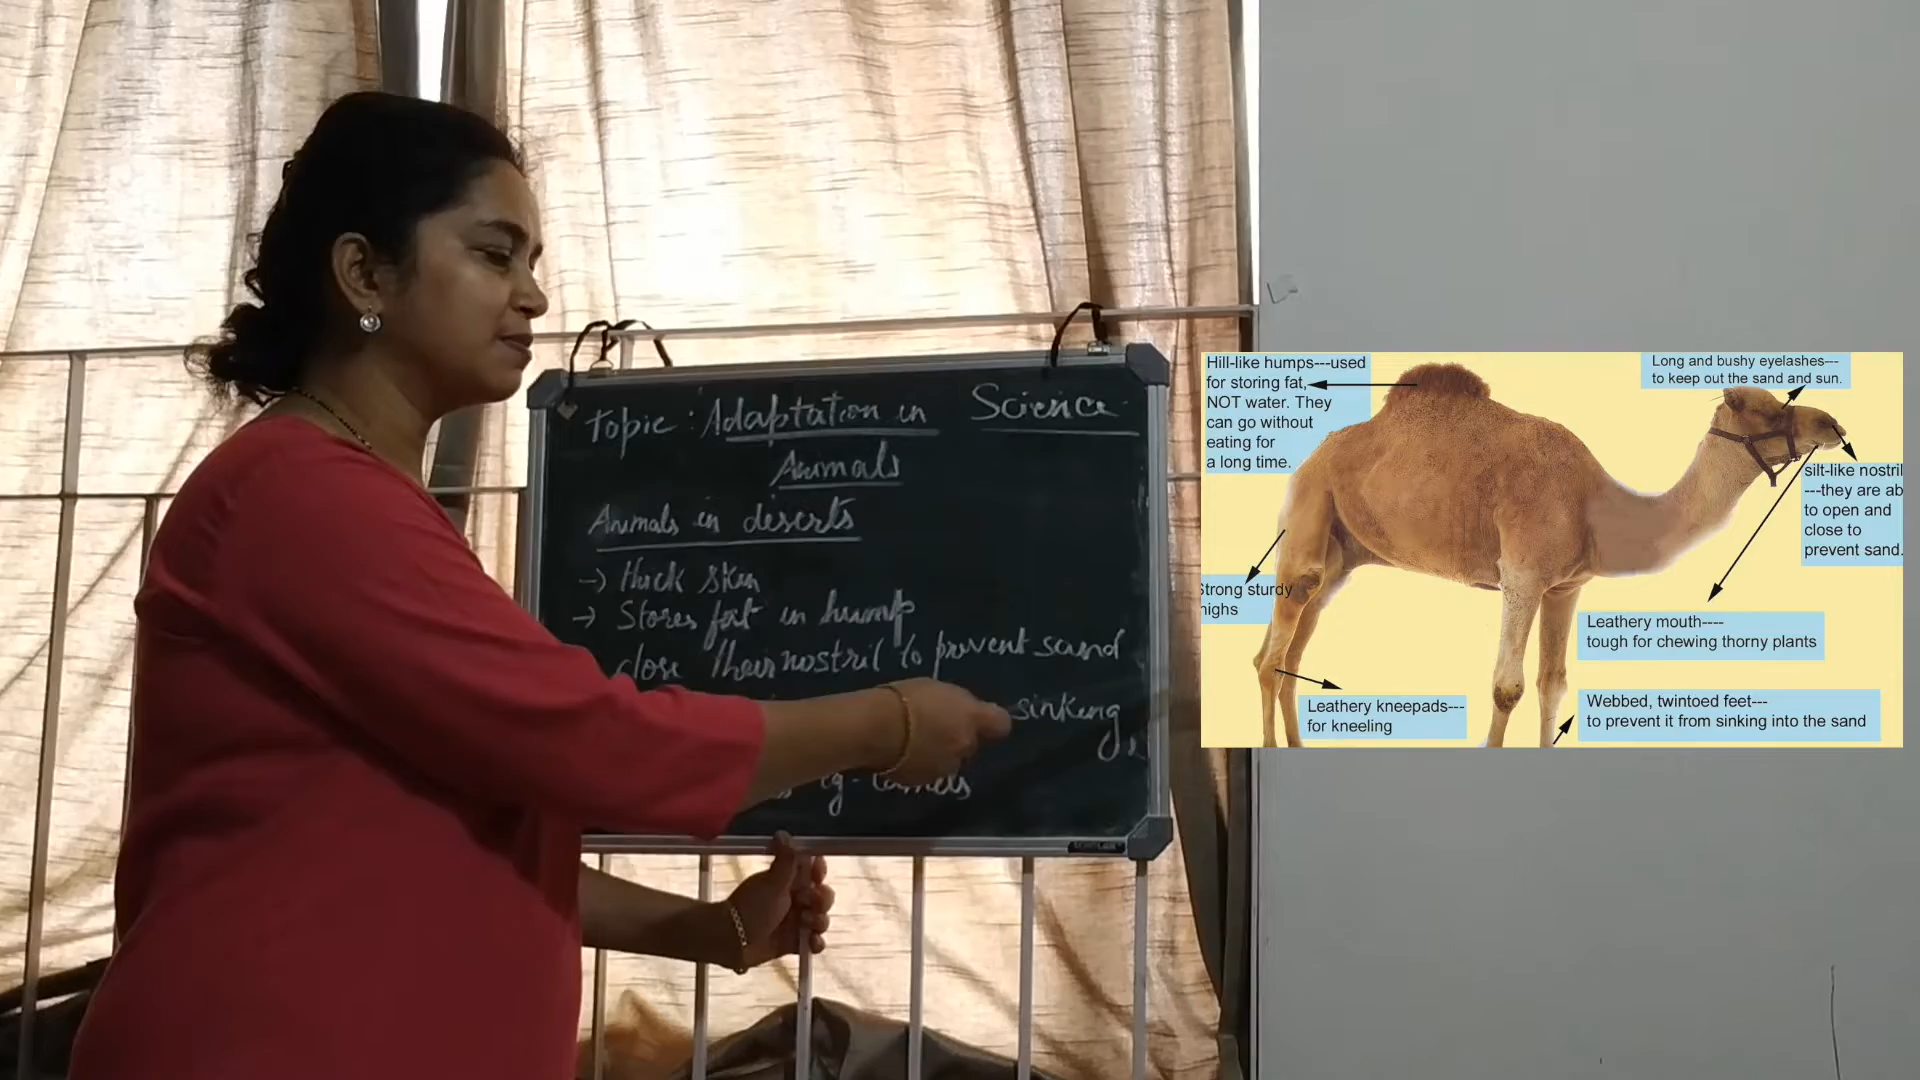 Topic : Adaptation in
Science
Animals
Animals in deserts
→ thick skin
→ Stores fat in hump
close their nostril to prevent sand
sinking
eg - camels
Hill-like humps---used
for storing fat,
NOT water. They
can go without
eating for
a long time.
Long and bushy eyelashes---
to keep out the sand and sun.
silt-like nostril
---they are ab
to open and
close to
prevent sand.
Strong sturdy
highs
Leathery mouth----
tough for chewing thorny plants
Leathery kneepads---
for kneeling
Webbed, twintoed feet---
to prevent it from sinking into the sand